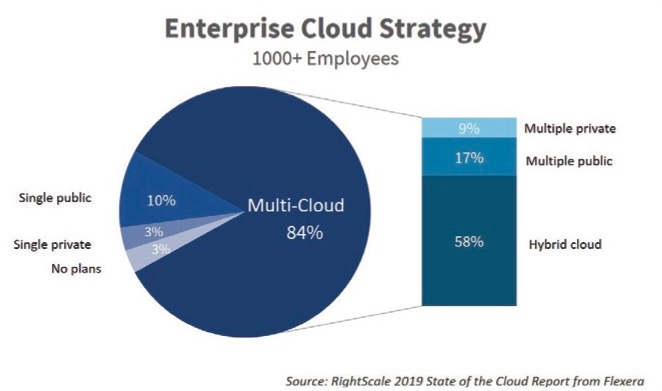 Enterprise Cloud Strategy
1000+ Employees
9%
Multiple private
17%
Multiple public
Single public
10%
Multi-Cloud
84%
3%
Single private
3%
No plans
58%
Hybrid cloud
Source: RightScale 2019 State of the Cloud Report from Flexera